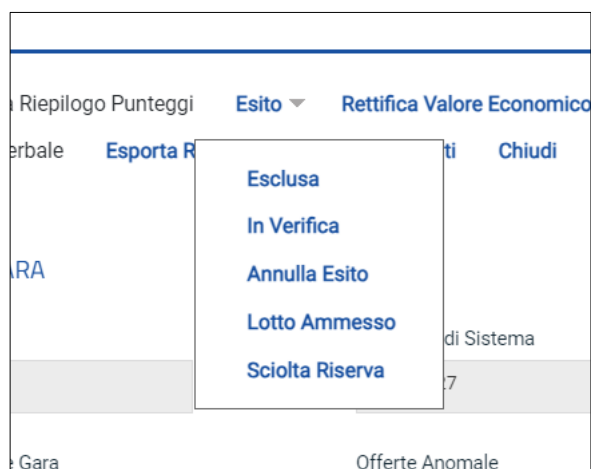 Riepilogo Punteggi Esito Rettifica Valore Economico
erbale Esporta R ti Chiudi
Esclusa
In Verifica
ARA Annulla Esito
Lotto Ammesso
di Sistema
Sciolta Riserva
27
e Gara Offerte Anomale